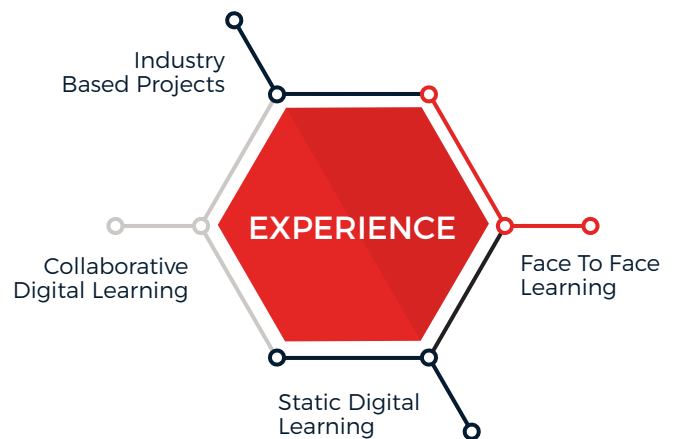 Industry
Based Projects
EXPERIENCE
Collaborative
Digital Learning
Face To Face
Learning
Static Digital
Learning